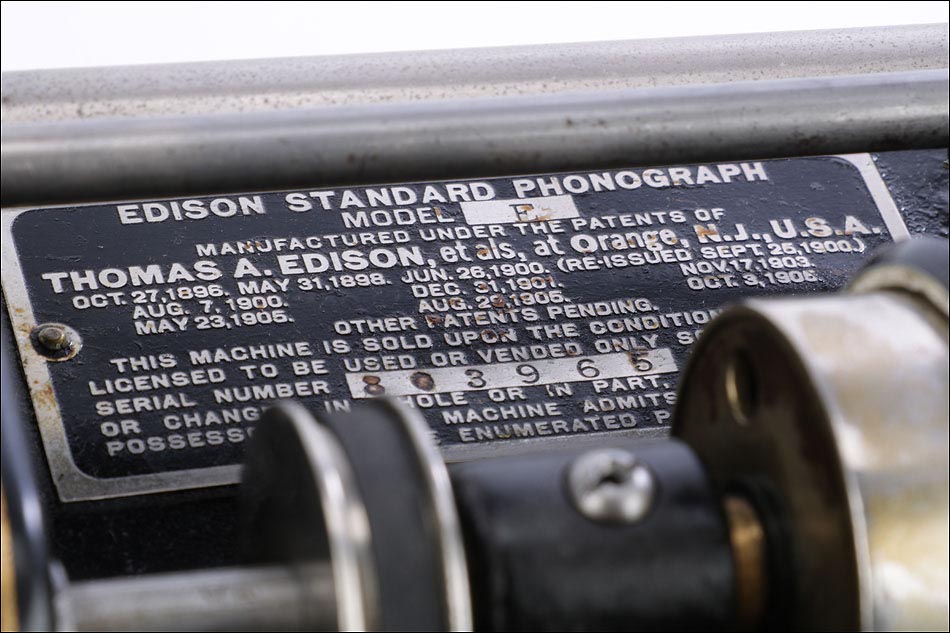 EDISON STANDARD PHONOGRAPH
MODEL E
MANUFACTURED UNDER THE PATENTS OF
THOMAS A. EDISON, et als, at Orange, N.J., U.S.A.
OCT. 27, 1896. MAY 31, 1898. JUN. 26, 1900. (RE-ISSUED SEPT. 25, 1900.)
AUG. 7, 1900. DEC. 31, 1901. NOV. 17, 1903.
MAY 23, 1905. AUG. 29, 1905. OCT. 3, 1905.
OTHER PATENTS PENDING.
THIS MACHINE IS SOLD UPON THE
LICENSED TO BE USED OR VENDED ONLY
SERIAL NUMBER 803965
OR IN WHOLE OR IN PART.
MACHINE ADMITS
ENUMERATED